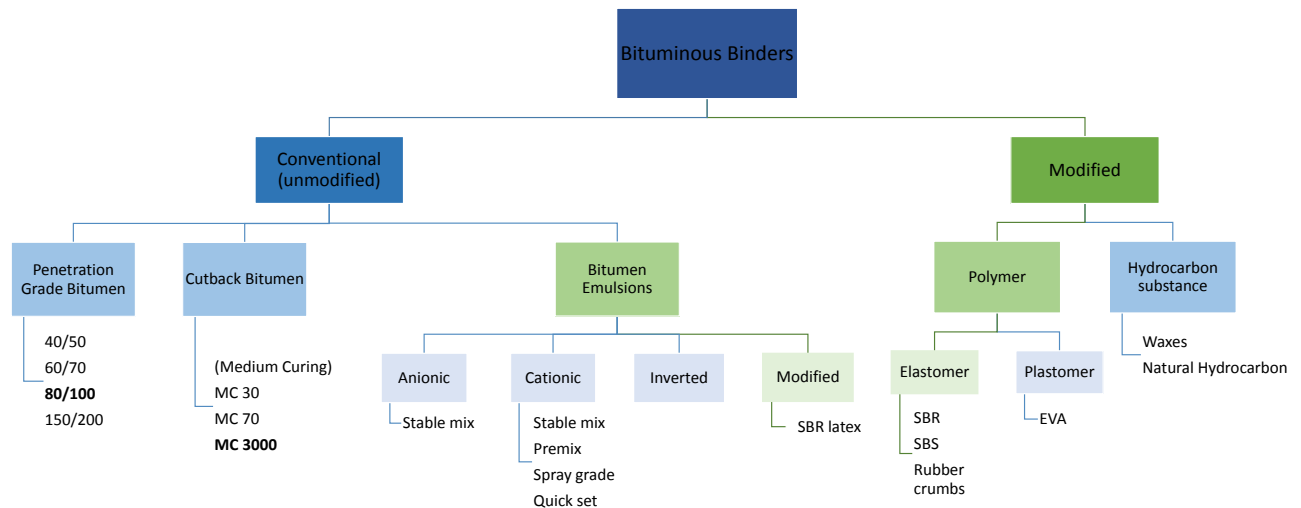 Bituminous Binders
Conventional
(unmodified)
Modified
Penetration
Grade Bitumen
Cutback Bitumen
Bitumen
Emulsions
Polymer
Hydrocarbon
substance
40/50
60/70
80/100
150/200
(Medium Curing)
MC 30
MC 70
MC 3000
Anionic
Cationic
Inverted
Modified
Elastomer
Plastomer
Waxes
Natural Hydrocarbon
Stable mix
Stable mix
Premix
Spray grade
Quick set
SBR latex
SBR
SBS
Rubber
crumbs
EVA